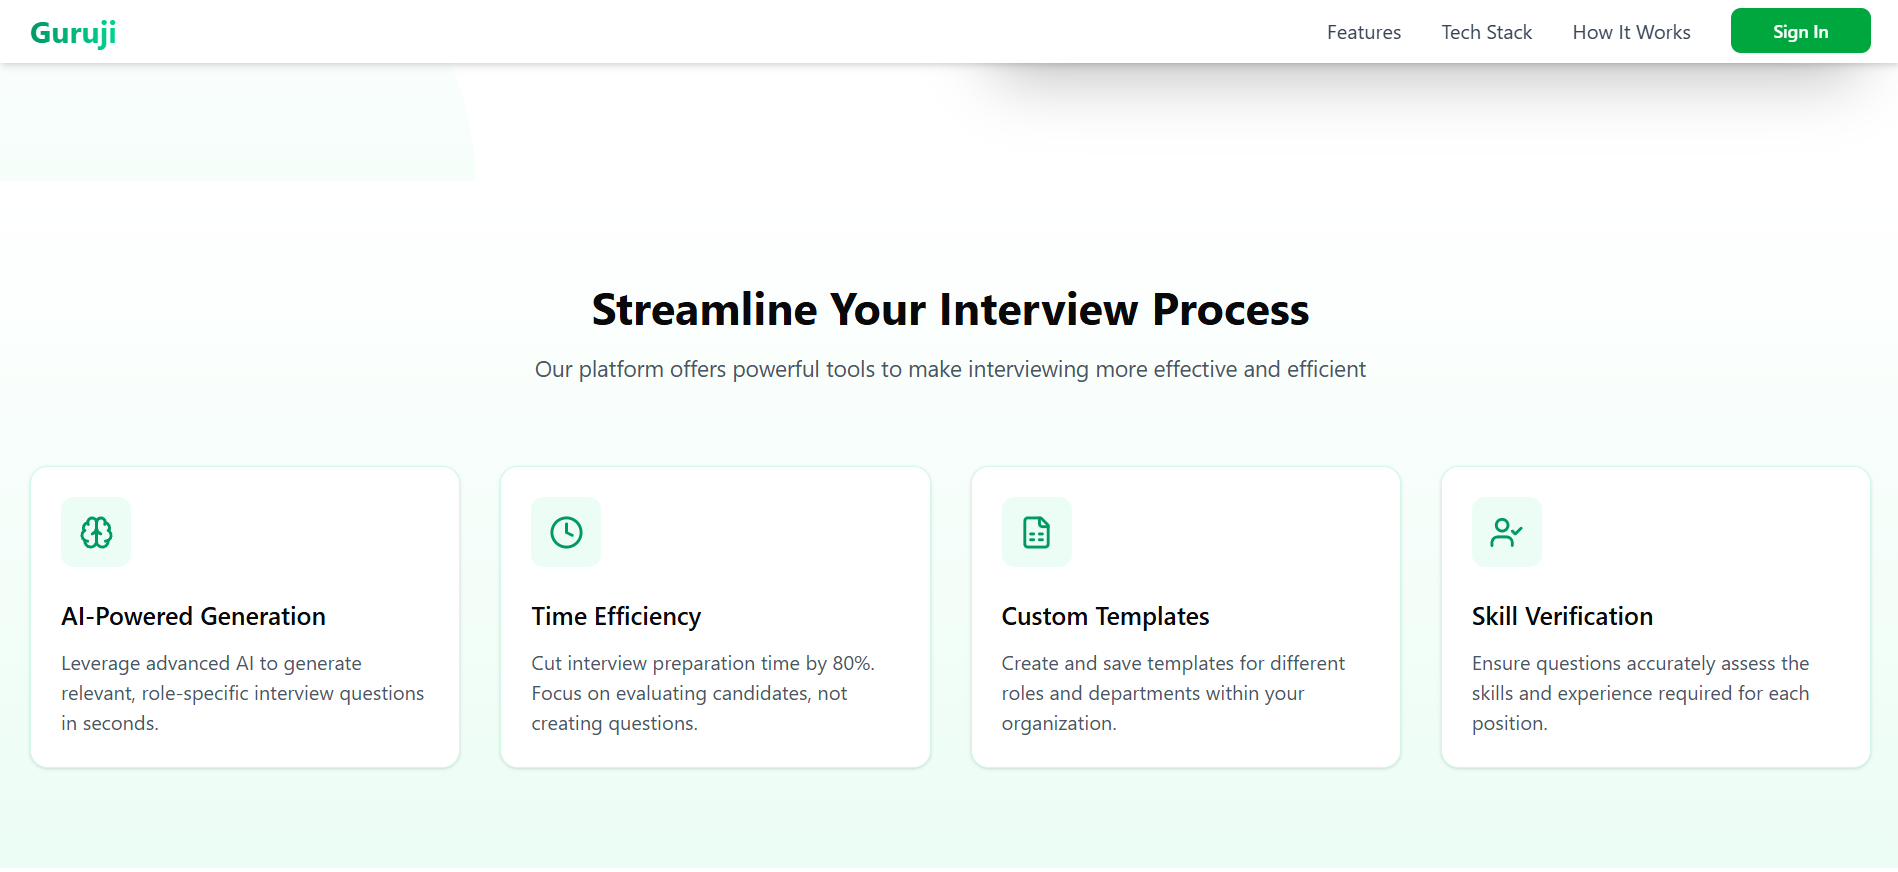 Guruji
Features
Tech Stack
How It Works
Sign In
Streamline Your Interview Process
Our platform offers powerful tools to make interviewing more effective and efficient
AI-Powered Generation
Leverage advanced AI to generate
relevant, role-specific interview questions
in seconds.
Time Efficiency
Cut interview preparation time by 80%.
Focus on evaluating candidates, not
creating questions.
Custom Templates
Create and save templates for different
roles and departments within your
organization.
Skill Verification
Ensure questions accurately assess the
skills and experience required for each
position.